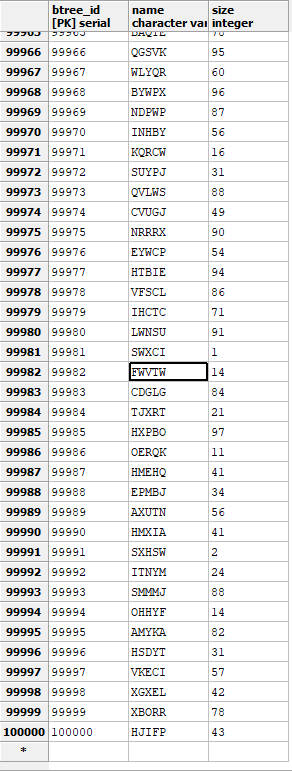 btree_id name size
[PK] serial character var integer
99966 99966 QGSVK 95
99967 99967 WLYQR 60
99968 99968 BYWPX 96
99969 99969 NDPWP 87
99970 99970 INHBY 56
99971 99971 KQRCW 16
99972 99972 SUYPJ 31
99973 99973 QVLWS 88
99974 99974 CVUGJ 49
99975 99975 NRRRX 90
99976 99976 EYWCP 54
99977 99977 HTBIE 94
99978 99978 VFSCL 86
99979 99979 IHCTC 71
99980 99980 LWNSU 91
99981 99981 SWXCI 1
99982 99982 FWVTW 14
99983 99983 CDGLG 84
99984 99984 TJXRT 21
99985 99985 HXPBO 97
99986 99986 OERQK 11
99987 99987 HMEHQ 41
99988 99988 EPMBJ 34
99989 99989 AXUTN 56
99990 99990 HMXIA 41
99991 99991 SXHSW 2
99992 99992 ITNYM 24
99993 99993 SMMMJ 88
99994 99994 OHHYF 14
99995 99995 AMYKA 82
99996 99996 HSDYT 31
99997 99997 VKECI 57
99998 99998 XGXEL 42
99999 99999 XBORR 78
100000 100000 HJIFP 43
*